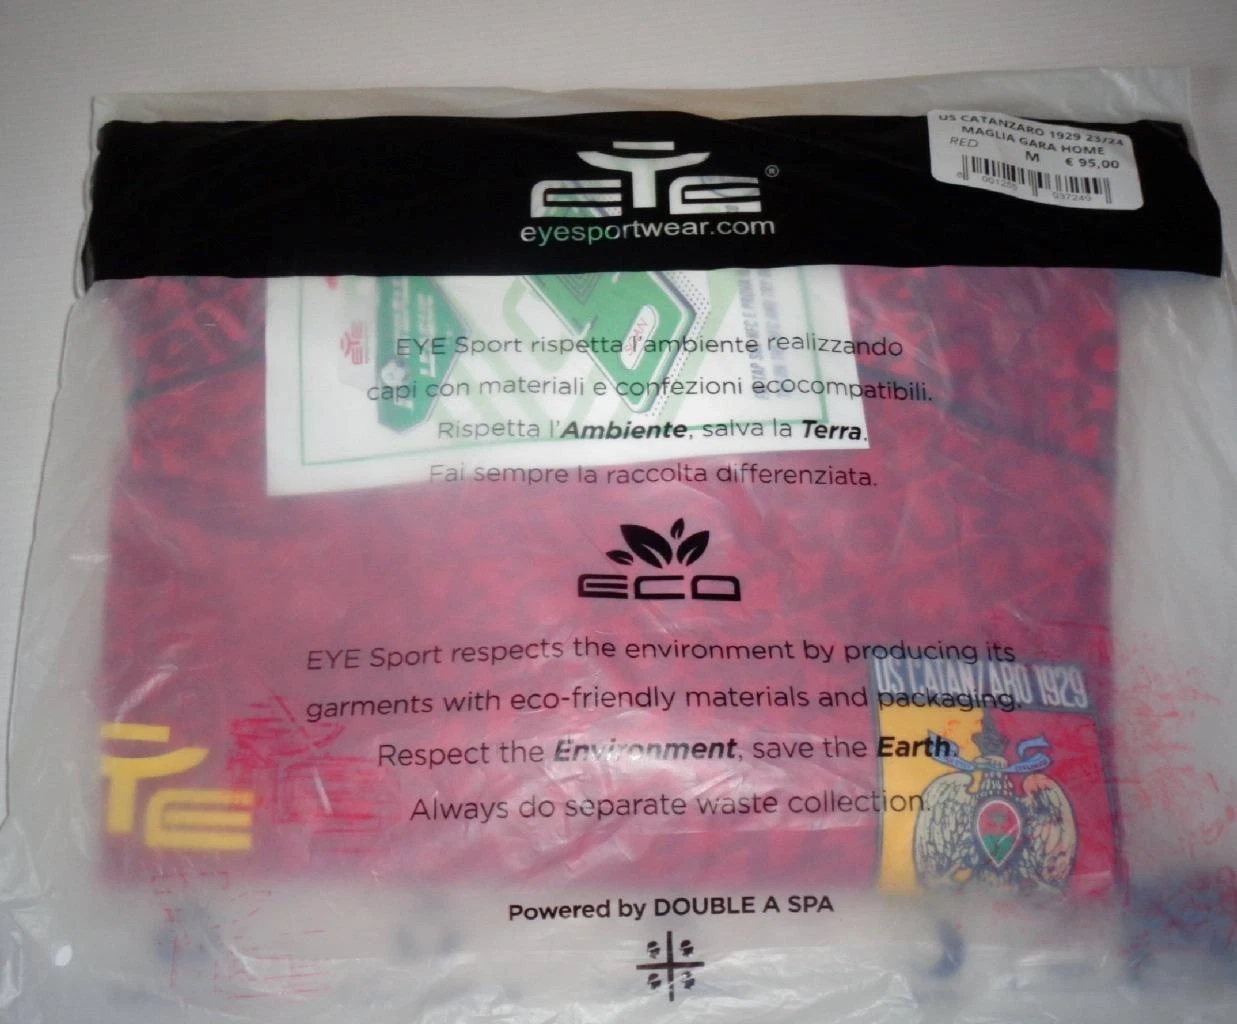 US CATANZARO 1929 23/24
MAGLIA GARA HOME
RED M € 95,00
EYE®
eyesportwear.com
EYE Sport rispetta l'ambiente realizzando
capi con materiali e confezioni ecocompatibili.
Rispetta l'Ambiente, salva la Terra.
Fai sempre la raccolta differenziata.
ECO
EYE Sport respects the environment by producing its
garments with eco-friendly materials and packaging.
Respect the Environment, save the Earth.
Always do separate waste collection.
US CATANZARO 1929
EYE
Powered by DOUBLE A SPA